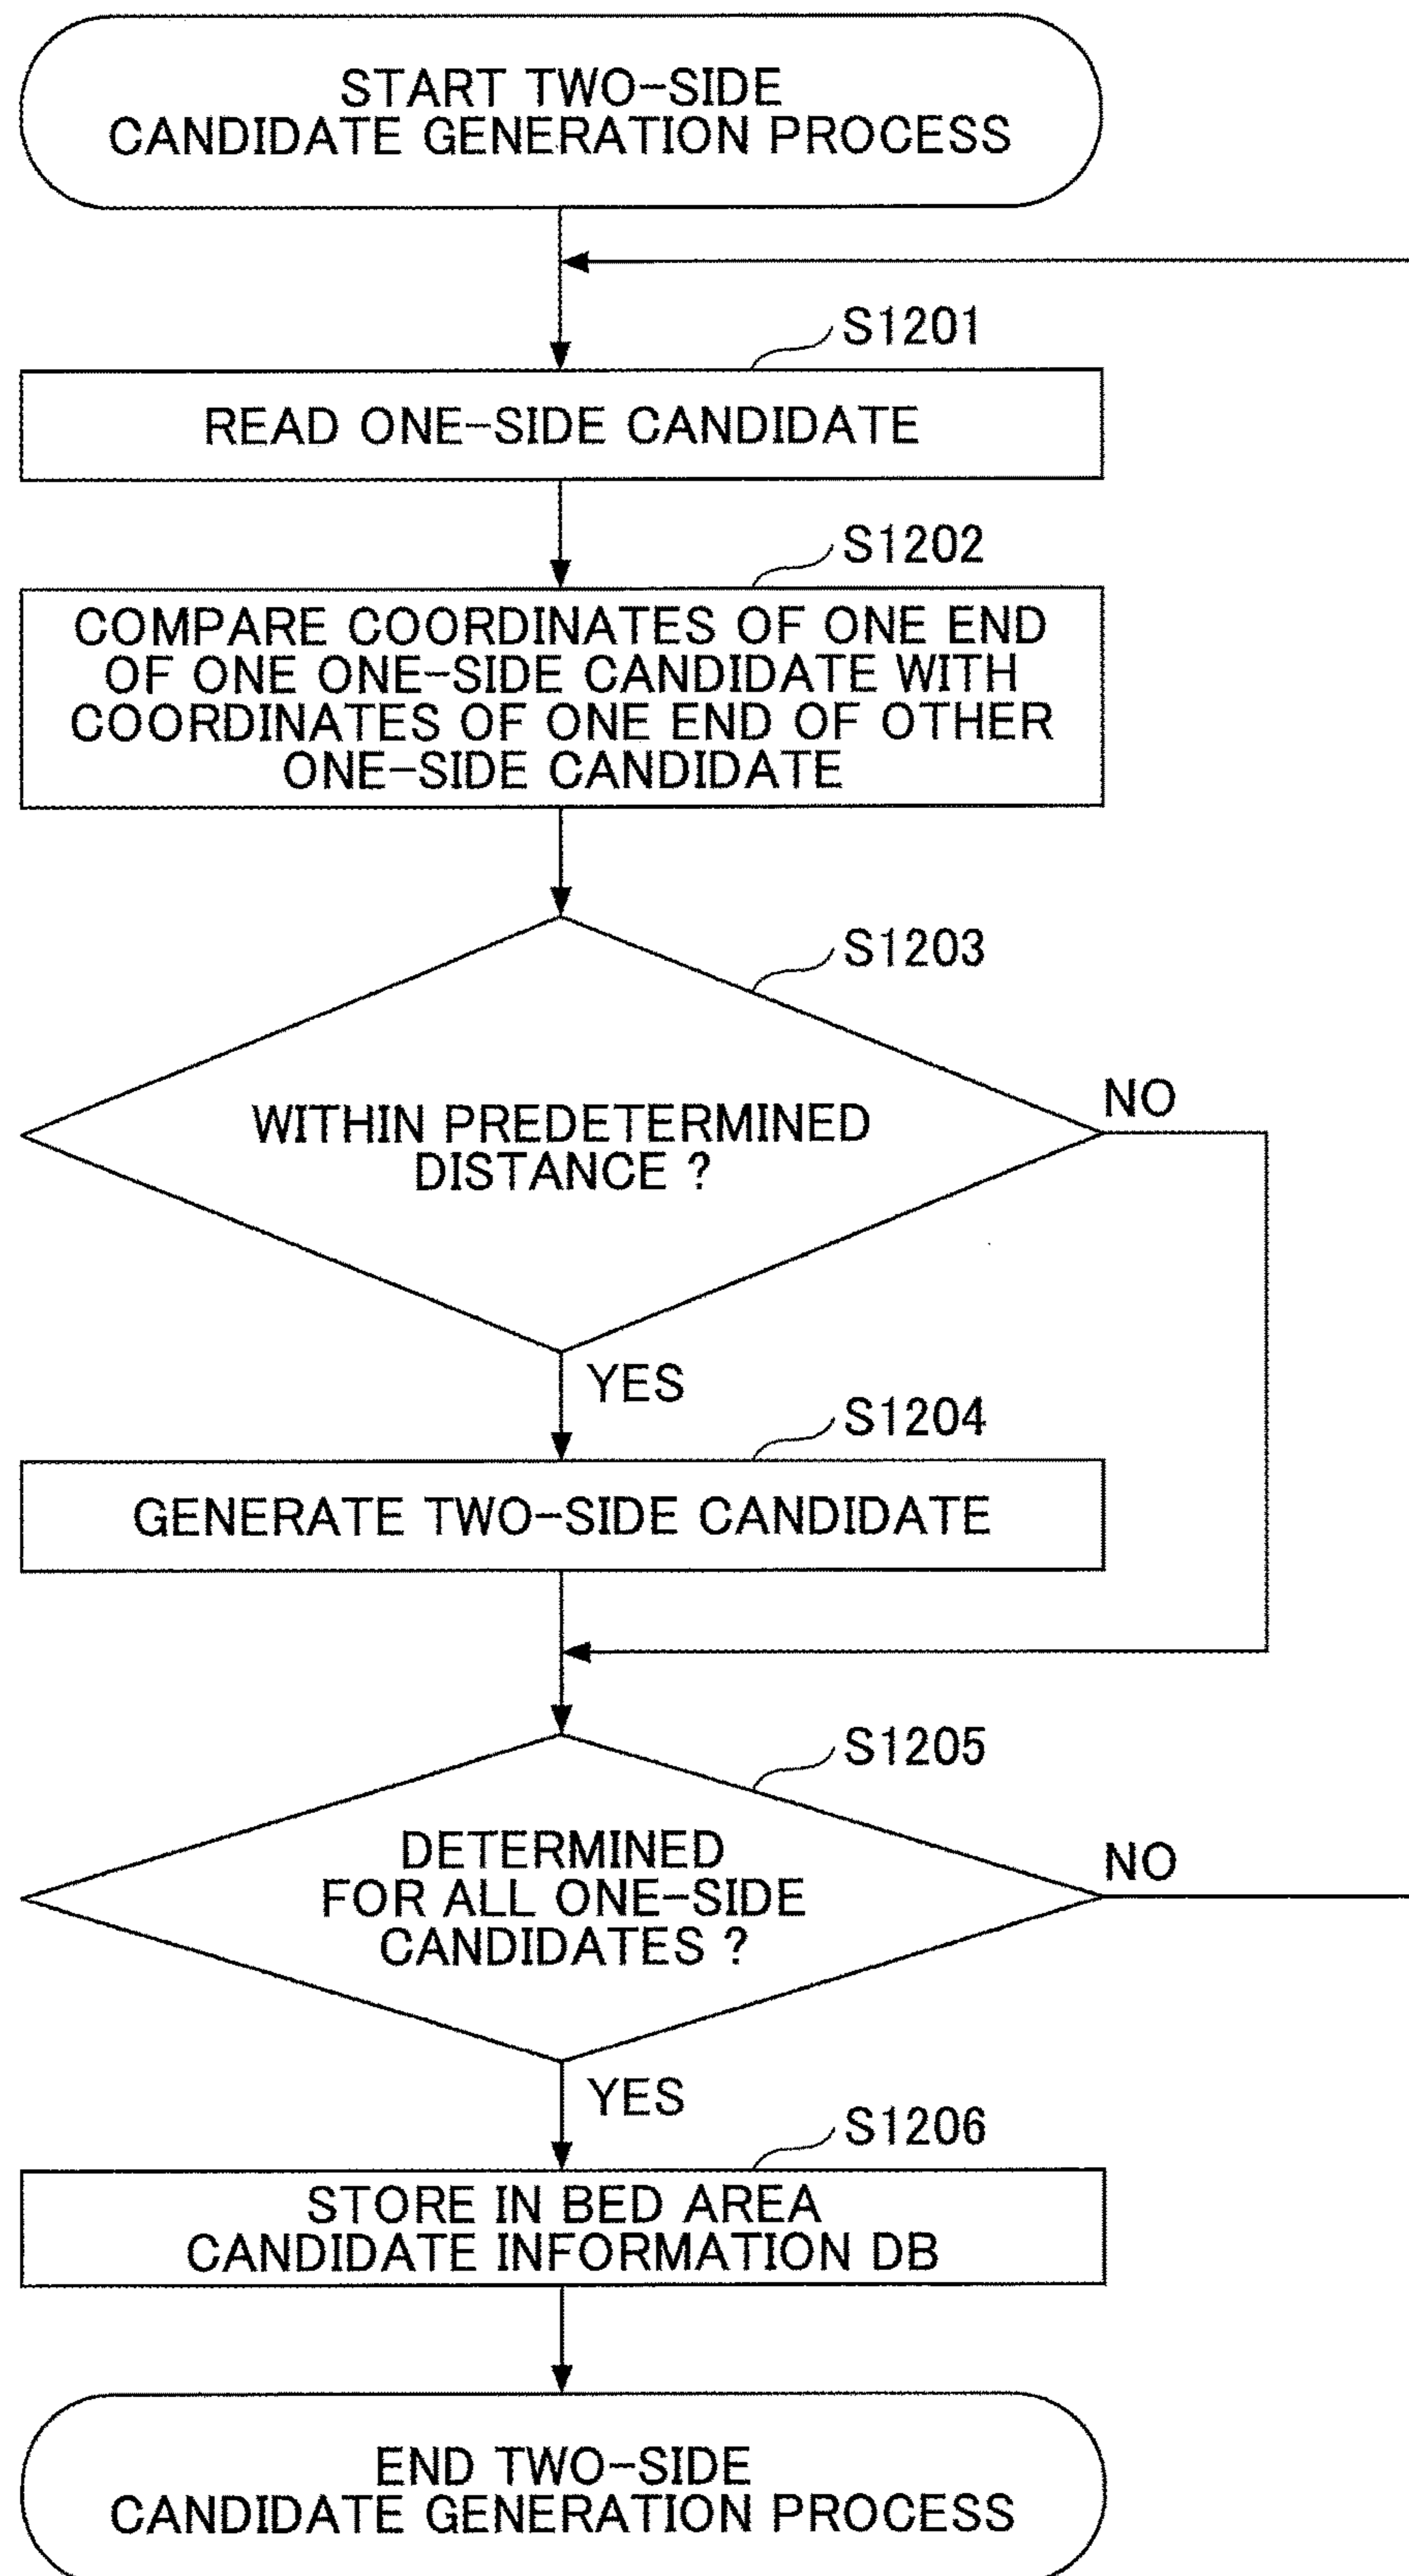 START TWO-SIDE
CANDIDATE GENERATION PROCESS
S1201
READ ONE-SIDE CANDIDATE
S1202
COMPARE COORDINATES OF ONE END
OF ONE ONE-SIDE CANDIDATE WITH
COORDINATES OF ONE END OF OTHER
ONE-SIDE CANDIDATE
S1203
WITHIN PREDETERMINED
DISTANCE ?
NO
YES
S1204
GENERATE TWO-SIDE CANDIDATE
S1205
DETERMINED
FOR ALL ONE-SIDE
CANDIDATES ?
NO
YES
S1206
STORE IN BED AREA
CANDIDATE INFORMATION DB
END TWO-SIDE
CANDIDATE GENERATION PROCESS